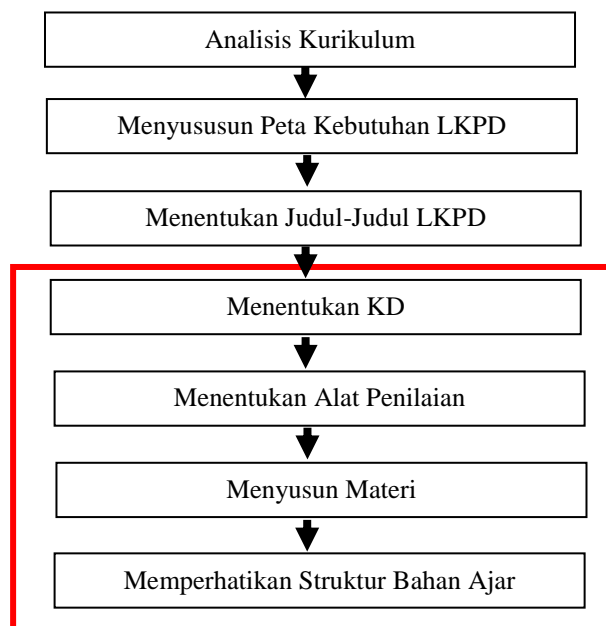 Analisis Kurikulum
Menyususun Peta Kebutuhan LKPD
Menentukan Judul-Judul LKPD
Menentukan KD
Menentukan Alat Penilaian
Menyusun Materi
Memperhatikan Struktur Bahan Ajar